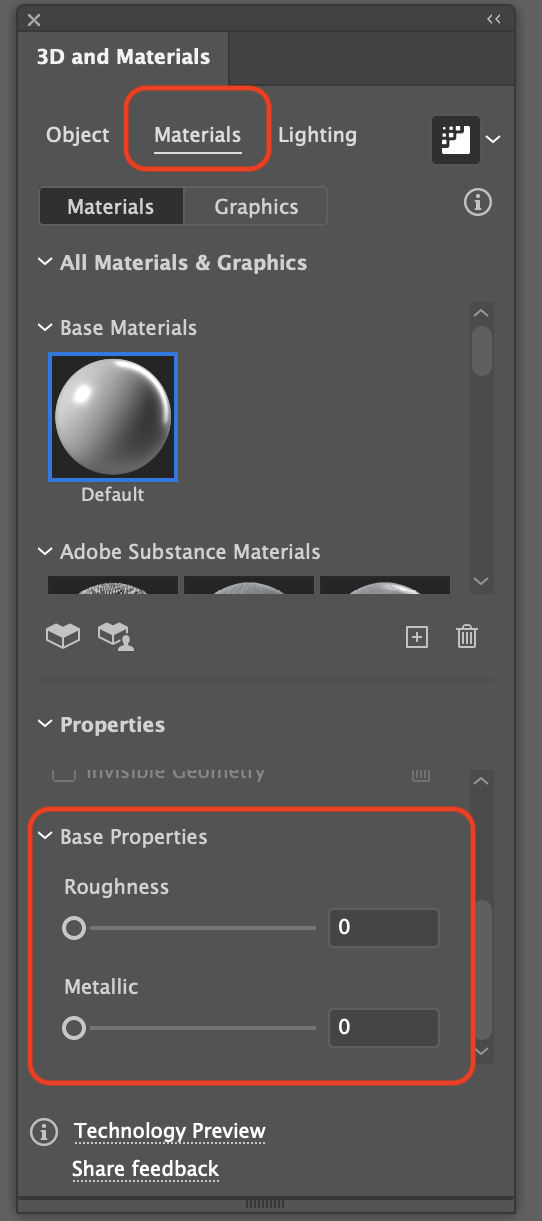 3D and Materials
Object Materials Lighting
Materials Graphics
All Materials & Graphics
Base Materials
Default
Adobe Substance Materials
Properties
Invisible Geometry
Base Properties
Roughness
0
Metallic
0
Technology Preview
Share feedback